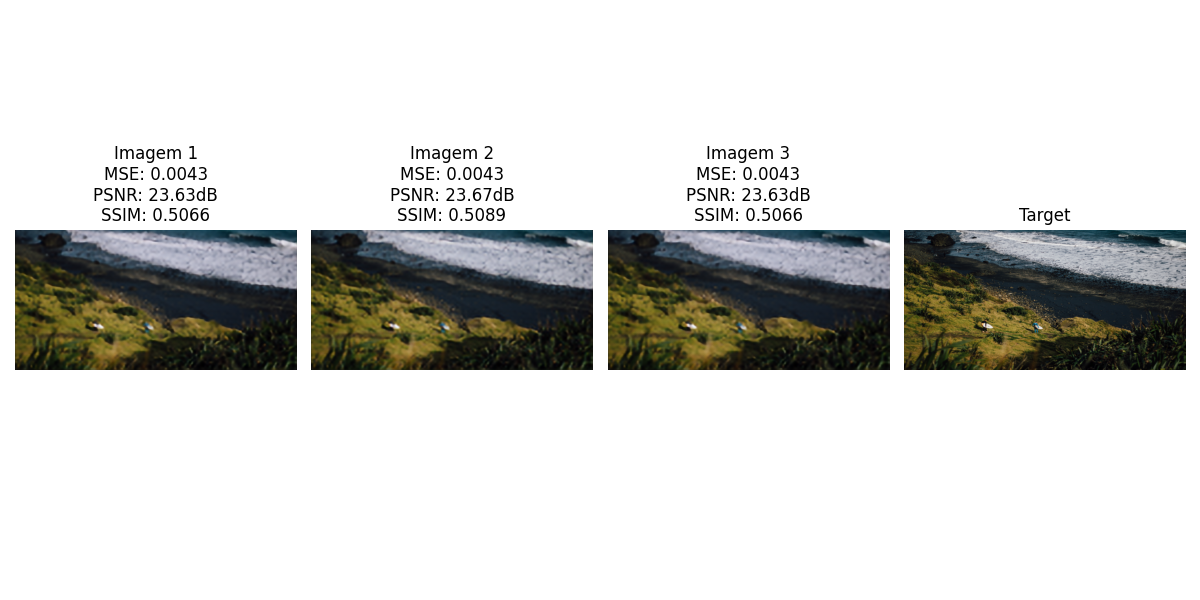 Imagem 1
MSE: 0.0043
PSNR: 23.63dB
SSIM: 0.5066
Imagem 2
MSE: 0.0043
PSNR: 23.67dB
SSIM: 0.5089
Imagem 3
MSE: 0.0043
PSNR: 23.63dB
SSIM: 0.5066
Target